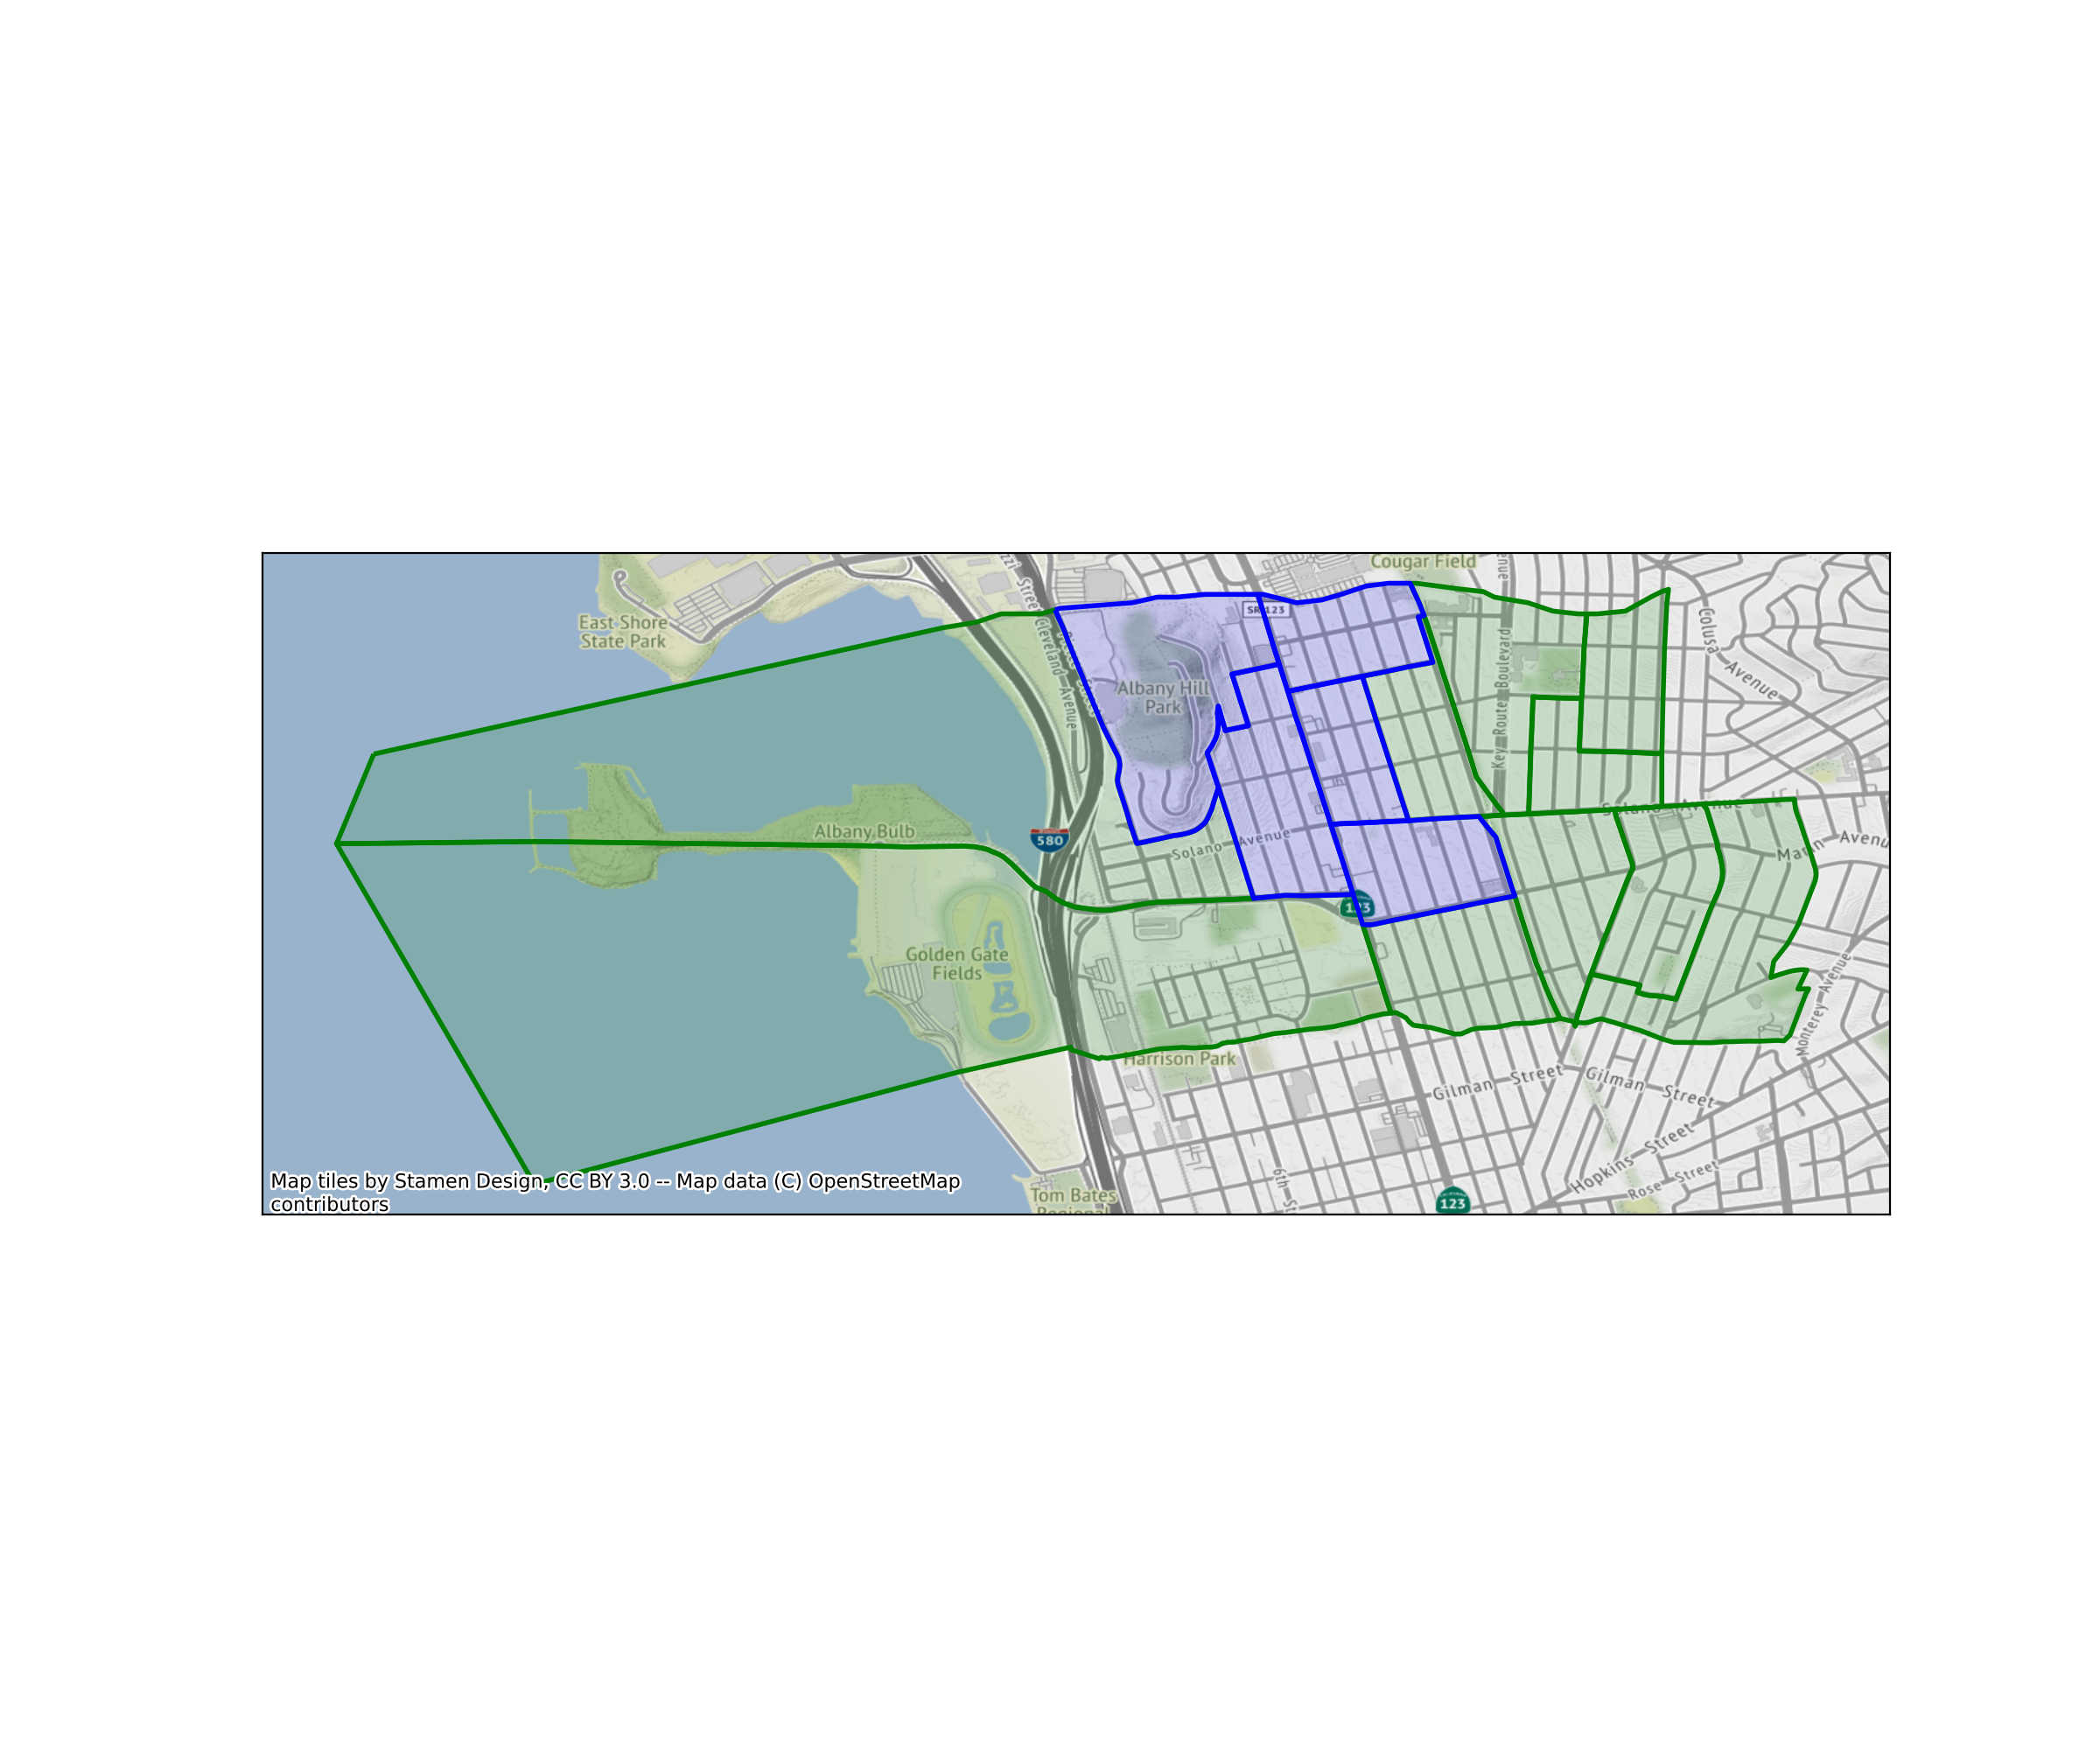 Cougar Field
SR 123
East Shore
State Park
Cleveland Avenue
Key Route Boulevard
Colusa Avenue
Albany Hill
Park
Solano Avenue
Albany Bulb
580
Solano Avenue
Marin Avenu
123
Golden Gate
Fields
Monterey Avenue
Harrison Park
Gilman Street
Gilman Street
Hopkins Street
Rose Street
6th St
Tom Bates
Regional
123
Map tiles by Stamen Design, CC BY 3.0 -- Map data (C) OpenStreetMap
contributors